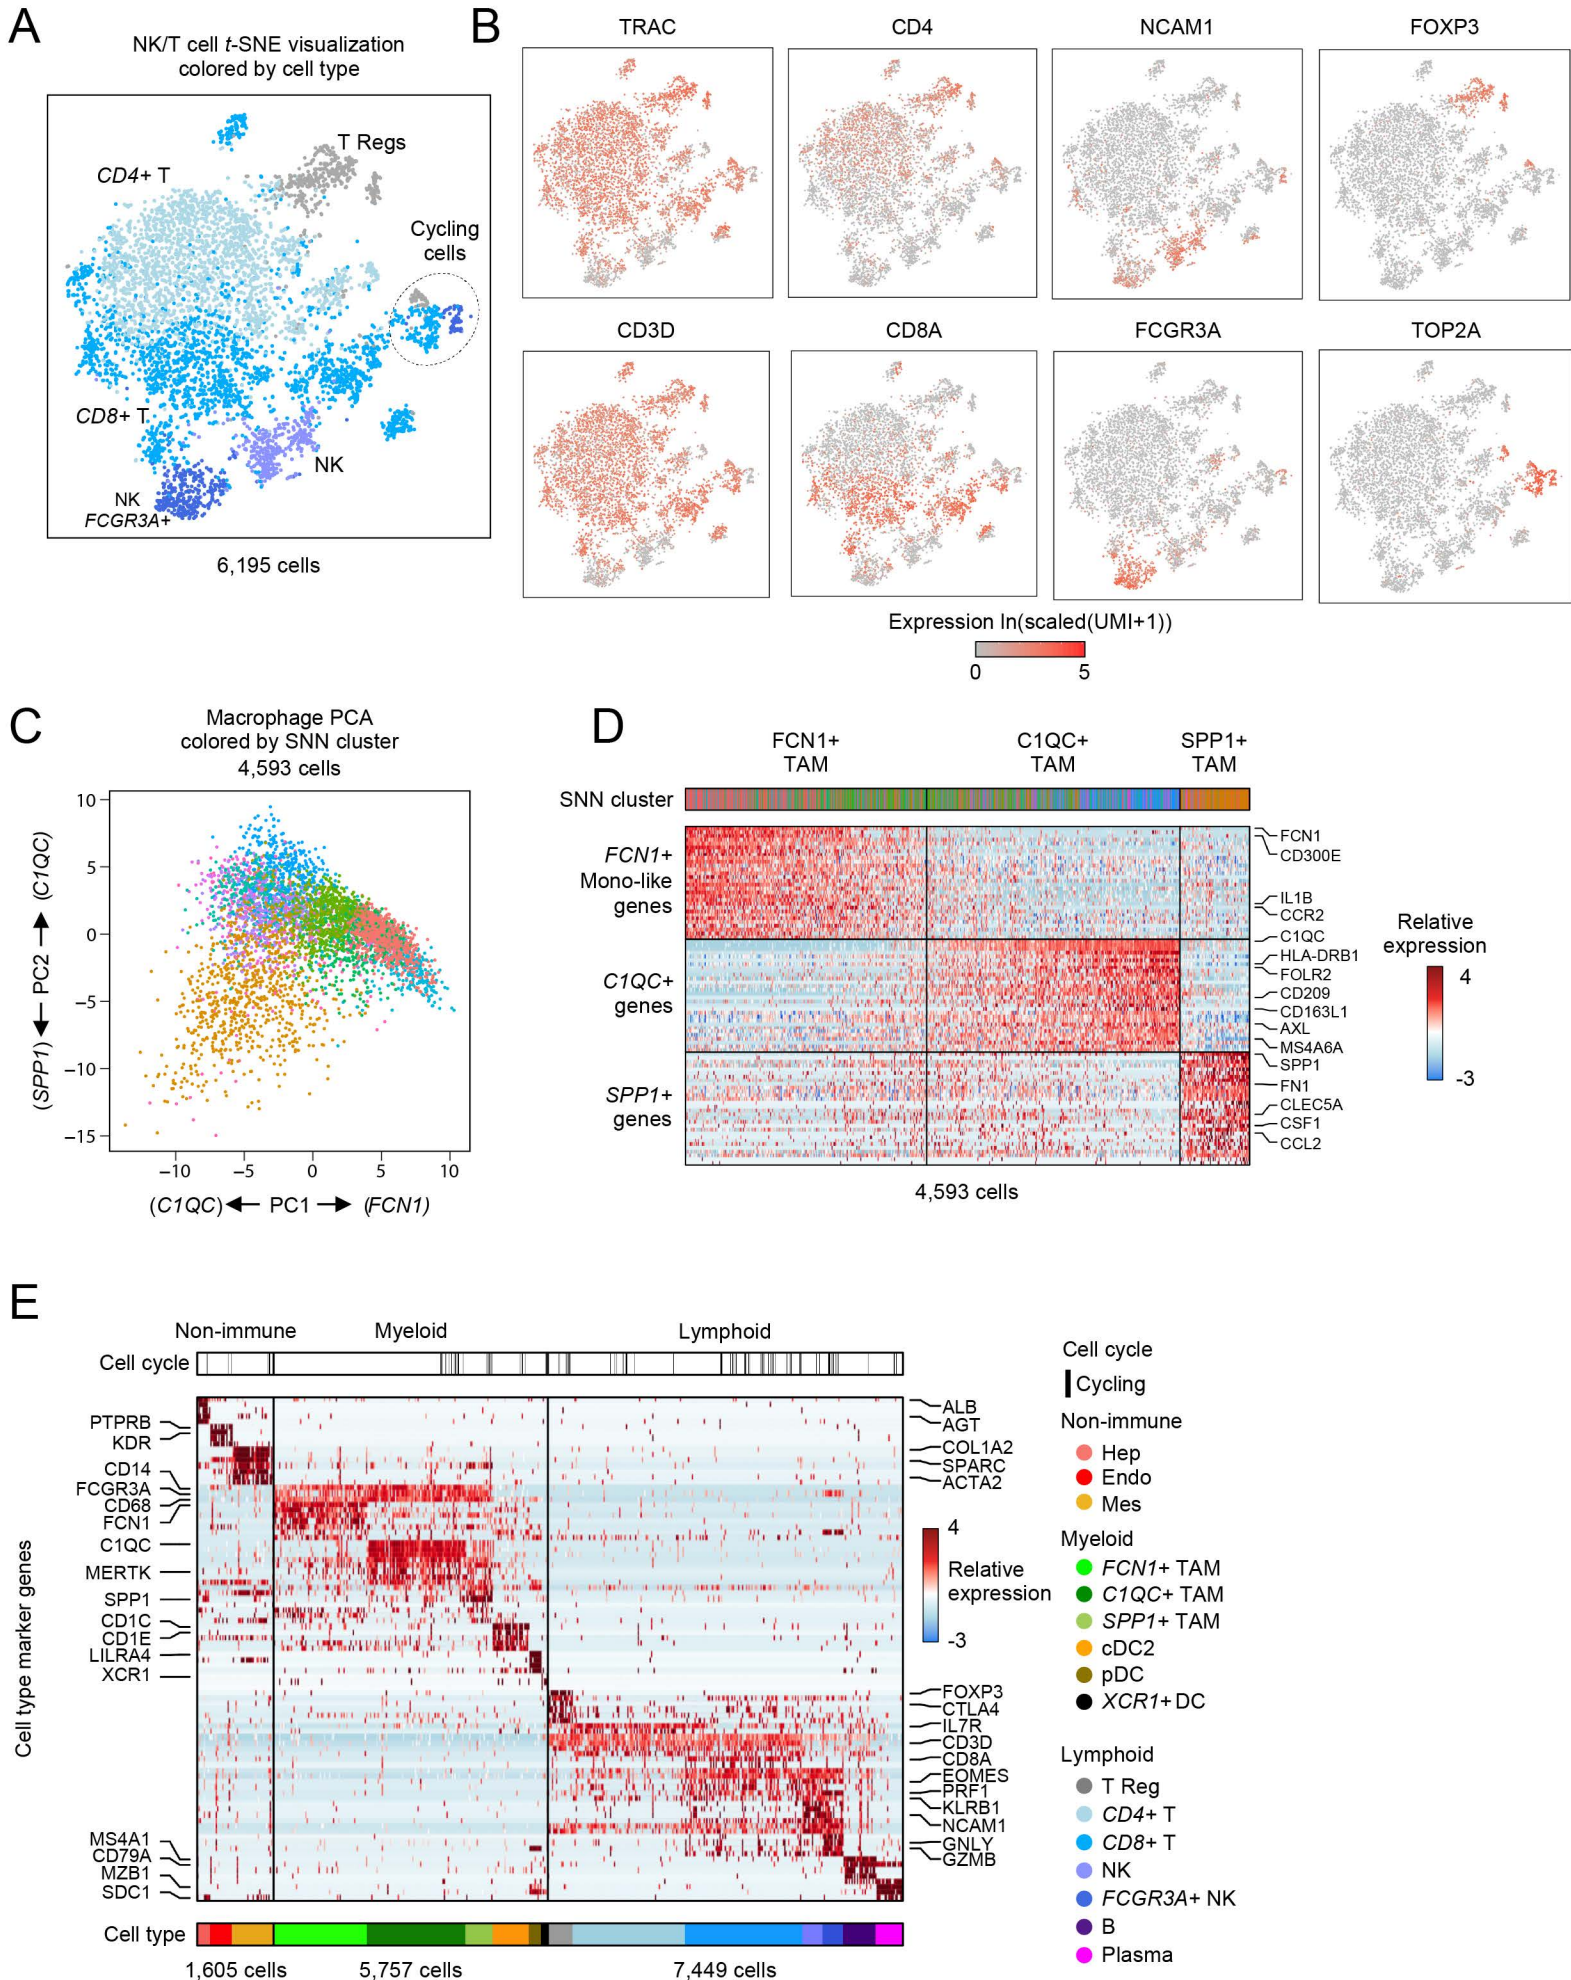 A
NK/T cell t-SNE visualization
colored by cell type
CD4+ T
T Regs
Cycling
cells
CD8+ T
NK
NK
FCGR3A+
6,195 cells
B
TRAC
CD4
NCAM1
FOXP3
CD3D
CD8A
FCGR3A
TOP2A
Expression ln(scaled(UMI+1))
0
5
C
Macrophage PCA
colored by SNN cluster
4,593 cells
10
5
0
−5
−10
−15
−10
−5
0
5
10
(SPP1) PC2 (C1QC)
(C1QC) PC1 (FCN1)
D
FCN1+
TAM
C1QC+
TAM
SPP1+
TAM
SNN cluster
FCN1+
Mono-like
genes
C1QC+
genes
SPP1+
genes
FCN1
CD300E
IL1B
CCR2
C1QC
HLA-DRB1
FOLR2
CD209
CD163L1
AXL
MS4A6A
SPP1
FN1
CLEC5A
CSF1
CCL2
4,593 cells
Relative
expression
4
-3
E
Non-immune
Myeloid
Lymphoid
Cell cycle
Cell type marker genes
PTPRB
KDR
CD14
FCGR3A
CD68
FCN1
C1QC
MERTK
SPP1
CD1C
CD1E
LILRA4
XCR1
MS4A1
CD79A
MZB1
SDC1
ALB
AGT
COL1A2
SPARC
ACTA2
FOXP3
CTLA4
IL7R
CD3D
CD8A
EOMES
PRF1
KLRB1
NCAM1
GNLY
GZMB
4
Relative
expression
-3
Cell type
1,605 cells
5,757 cells
7,449 cells
Cell cycle
Cycling
Non-immune
Hep
Endo
Mes
Myeloid
FCN1+ TAM
C1QC+ TAM
SPP1+ TAM
cDC2
pDC
XCR1+ DC
Lymphoid
T Reg
CD4+ T
CD8+ T
NK
FCGR3A+ NK
B
Plasma